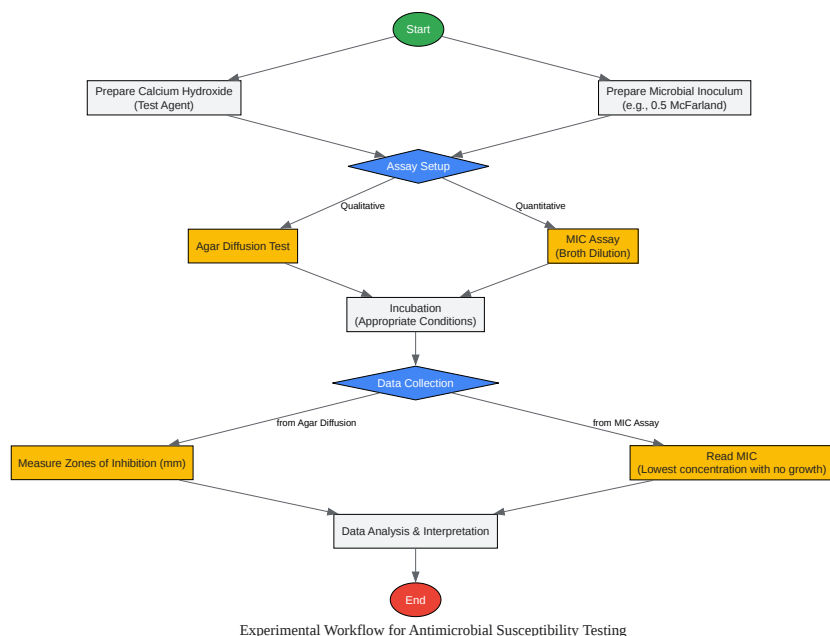 Start
Prepare Calcium Hydroxide
(Test Agent)
Prepare Microbial Inoculum
(e.g., 0.5 McFarland)
Assay Setup
Qualitative
Quantitative
Agar Diffusion Test
MIC Assay
(Broth Dilution)
Incubation
(Appropriate Conditions)
Data Collection
from Agar Diffusion
from MIC Assay
Measure Zones of Inhibition (mm)
Read MIC
(Lowest concentration with no growth)
Data Analysis & Interpretation
End
Experimental Workflow for Antimicrobial Susceptibility Testing